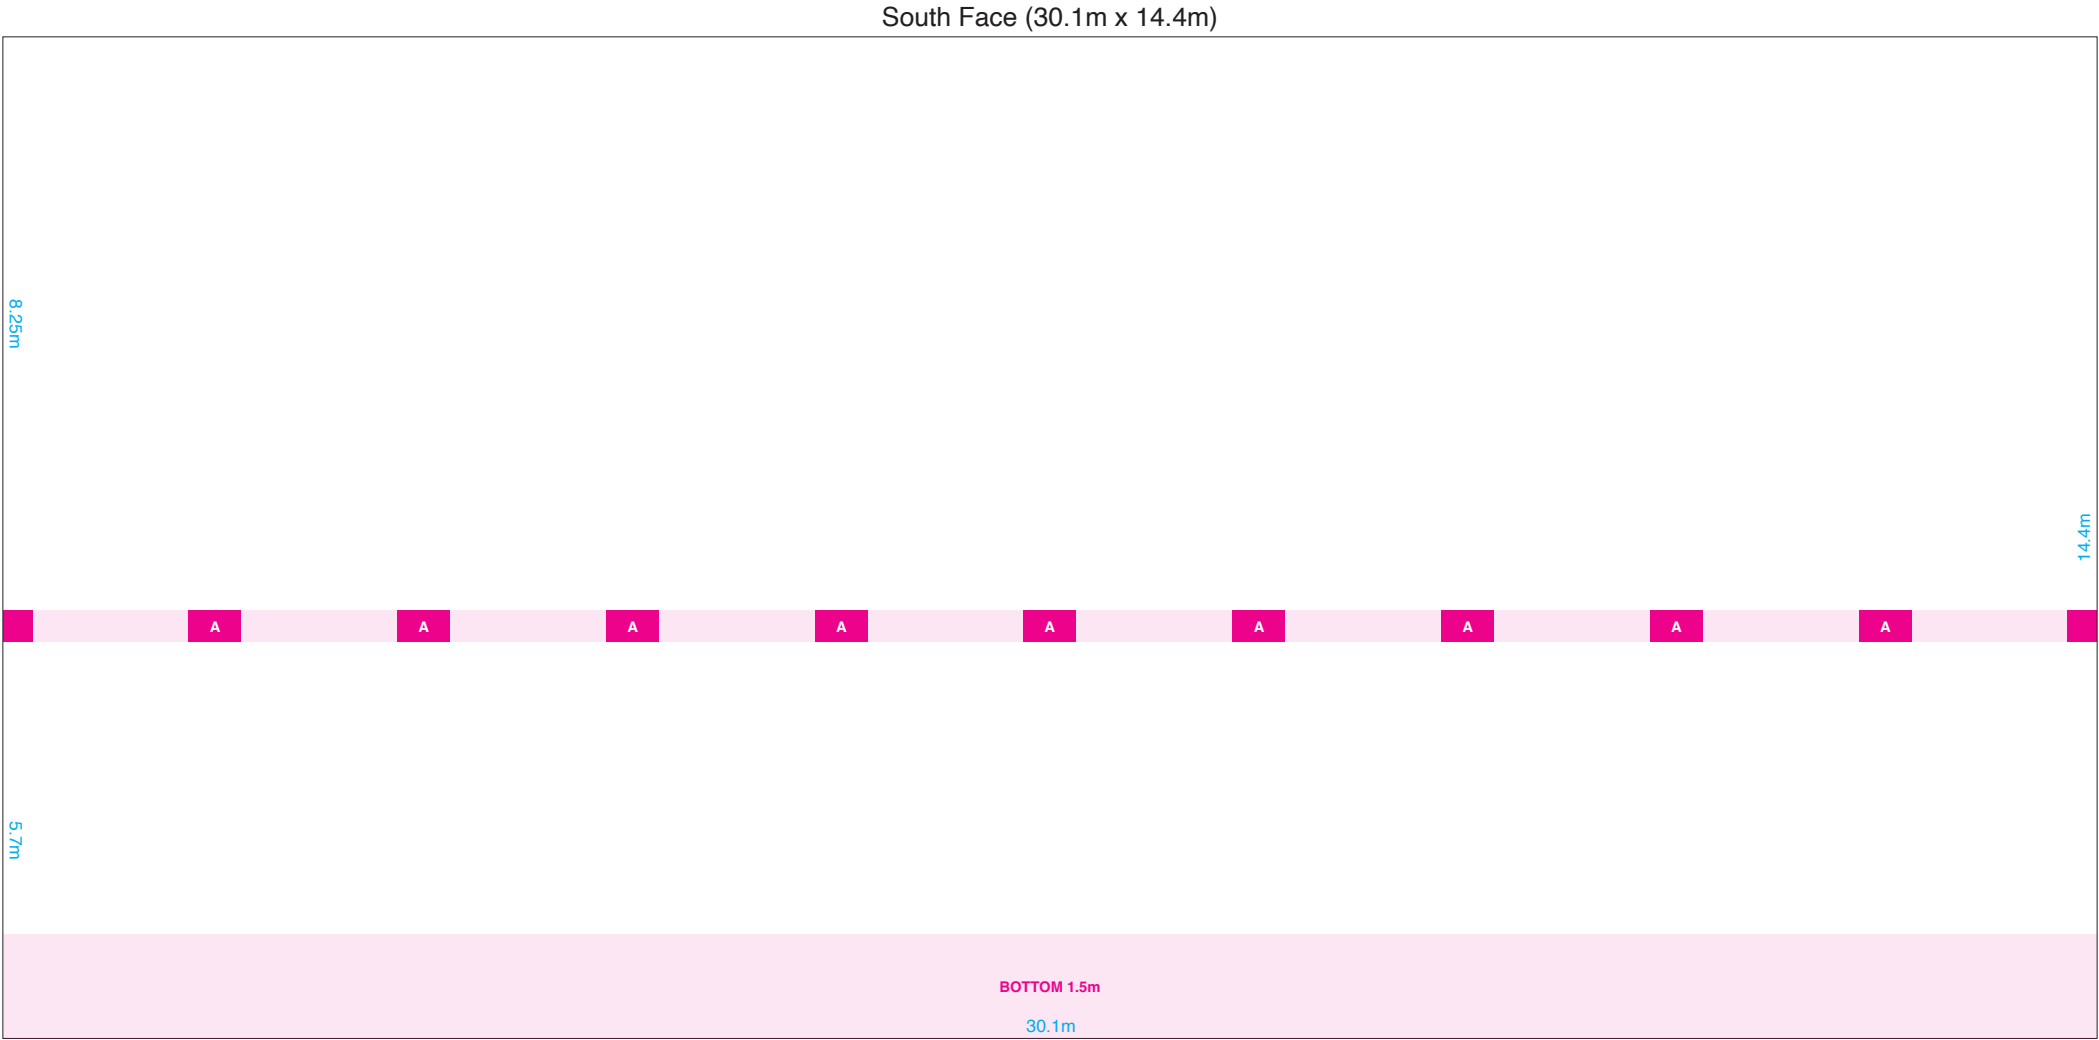 South Face (30.1m x 14.4m)
8.25m
14.4m
A A A A A A A A A
5.7m
BOTTOM 1.5m
30.1m